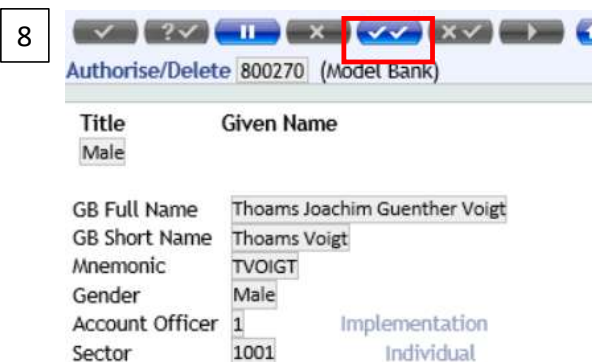 8
?
Authorise/Delete 800270 (Model Bank)
Title Given Name
Male
GB Full Name Thoams Joachim Guenther Voigt
GB Short Name Thoams Voigt
Mnemonic TVOIGT
Gender Male
Account Officer 1 Implementation
Sector 1001 Individual